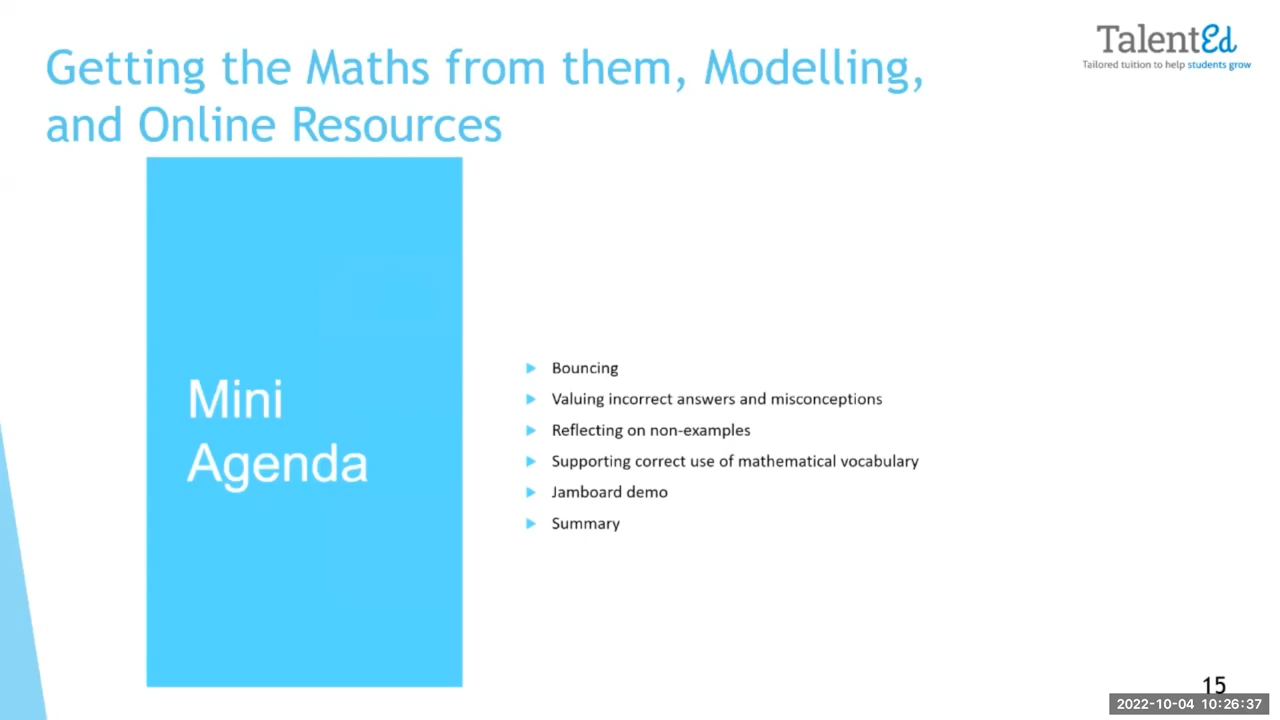 Getting the Maths from them, Modelling,
and Online Resources
TalentEd
Tailored tuition to help students grow
Mini
Agenda
Bouncing
Valuing incorrect answers and misconceptions
Reflecting on non-examples
Supporting correct use of mathematical vocabulary
Jamboard demo
Summary
15
2022-10-04 10:26:37